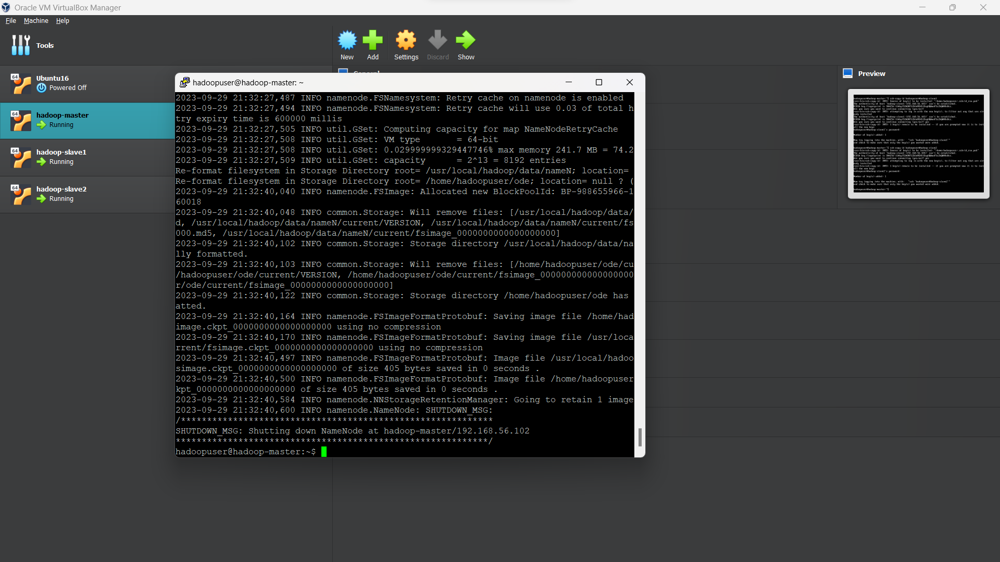 Oracle VM VirtualBox Manager
File Machine Help
Tools
New Add Settings Discard Show
64 Ubuntu16
Powered Off
64 hadoop-master
Running
64 hadoop-slave1
Running
64 hadoop-slave2
Running
General
Preview
hadoopuser@hadoop-master: ~
2023-09-29 21:32:27,487 INFO namenode.FSNamesystem: Retry cache on namenode is enabled
2023-09-29 21:32:27,494 INFO namenode.FSNamesystem: Retry cache will use 0.03 of total h
try expiry time is 600000 millis
2023-09-29 21:32:27,505 INFO util.GSet: Computing capacity for map NameNodeRetryCache
2023-09-29 21:32:27,508 INFO util.GSet: VM type       = 64-bit
2023-09-29 21:32:27,508 INFO util.GSet: 0.029999999329447746% max memory 241.7 MB = 74.2
2023-09-29 21:32:27,509 INFO util.GSet: capacity      = 2^13 = 8192 entries
Re-format filesystem in Storage Directory root= /usr/local/hadoop/data/nameN; location=
Re-format filesystem in Storage Directory root= /home/hadoopuser/ode; location= null ? (
2023-09-29 21:32:40,040 INFO namenode.FSImage: Allocated new BlockPoolId: BP-988655966-1
60018
2023-09-29 21:32:40,048 INFO common.Storage: Will remove files: [/usr/local/hadoop/data/
d, /usr/local/hadoop/data/nameN/current/VERSION, /usr/local/hadoop/data/nameN/current/fs
000.md5, /usr/local/hadoop/data/nameN/current/fsimage_0000000000000000000]
2023-09-29 21:32:40,102 INFO common.Storage: Storage directory /usr/local/hadoop/data/na
lly formatted.
2023-09-29 21:32:40,103 INFO common.Storage: Will remove files: [/home/hadoopuser/ode/cu
/hadoopuser/ode/current/VERSION, /home/hadoopuser/ode/current/fsimage_000000000000000000
r/ode/current/fsimage_0000000000000000000]
2023-09-29 21:32:40,122 INFO common.Storage: Storage directory /home/hadoopuser/ode has
atted.
2023-09-29 21:32:40,164 INFO namenode.FSImageFormatProtobuf: Saving image file /home/had
image.ckpt_0000000000000000000 using no compression
2023-09-29 21:32:40,170 INFO namenode.FSImageFormatProtobuf: Saving image file /usr/loca
rrent/fsimage.ckpt_0000000000000000000 using no compression
2023-09-29 21:32:40,497 INFO namenode.FSImageFormatProtobuf: Image file /usr/local/hadoo
simage.ckpt_0000000000000000000 of size 405 bytes saved in 0 seconds .
2023-09-29 21:32:40,500 INFO namenode.FSImageFormatProtobuf: Image file /home/hadoopuser
kpt_0000000000000000000 of size 405 bytes saved in 0 seconds .
2023-09-29 21:32:40,584 INFO namenode.NNStorageRetentionManager: Going to retain 1 image
2023-09-29 21:32:40,600 INFO namenode.NameNode: SHUTDOWN_MSG:
/************************************************************
SHUTDOWN_MSG: Shutting down NameNode at hadoop-master/192.168.56.102
************************************************************/
hadoopuser@hadoop-master:~$